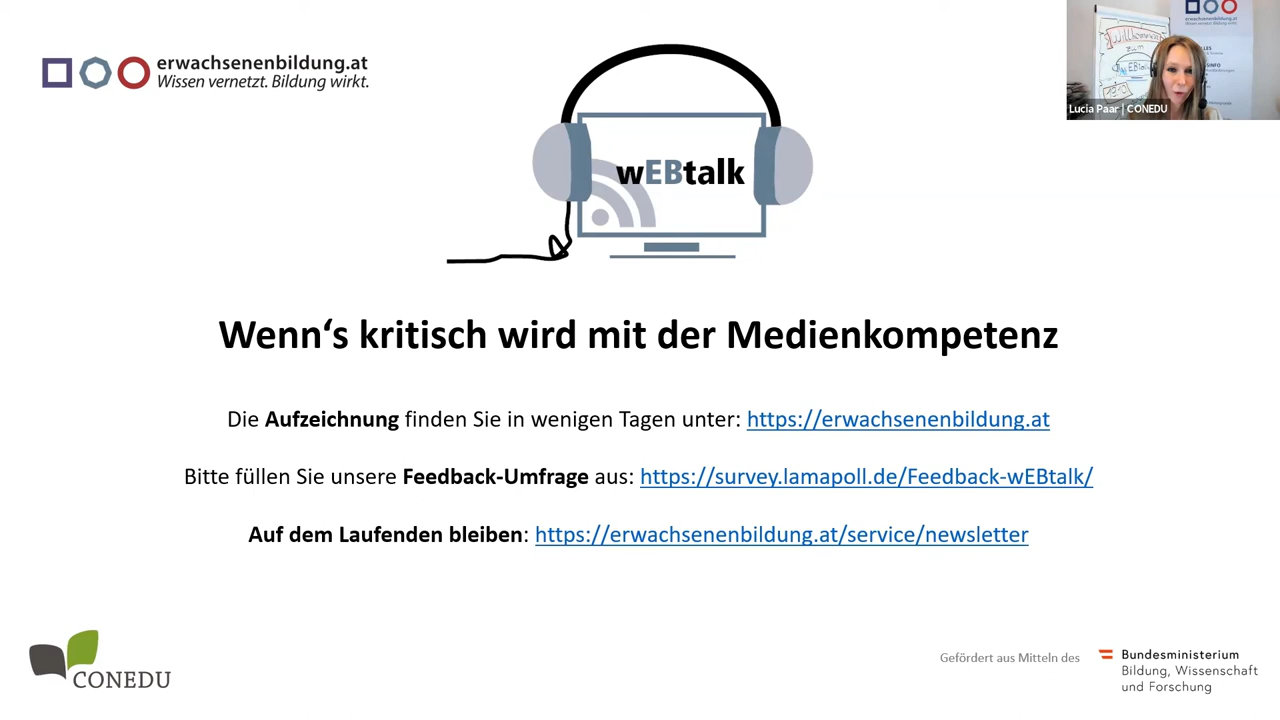 erwachsenenbildung.at
Wissen vernetzt. Bildung wirkt.
wEBtalk
Willkommen
zum
Lucia Paar | CONEDU
Wenn‘s kritisch wird mit der Medienkompetenz
Die Aufzeichnung finden Sie in wenigen Tagen unter: https://erwachsenenbildung.at
Bitte füllen Sie unsere Feedback-Umfrage aus: https://survey.lamapoll.de/Feedback-wEBtalk/
Auf dem Laufenden bleiben: https://erwachsenenbildung.at/service/newsletter
CONEDU
Gefördert aus Mitteln des
Bundesministerium
Bildung, Wissenschaft
und Forschung